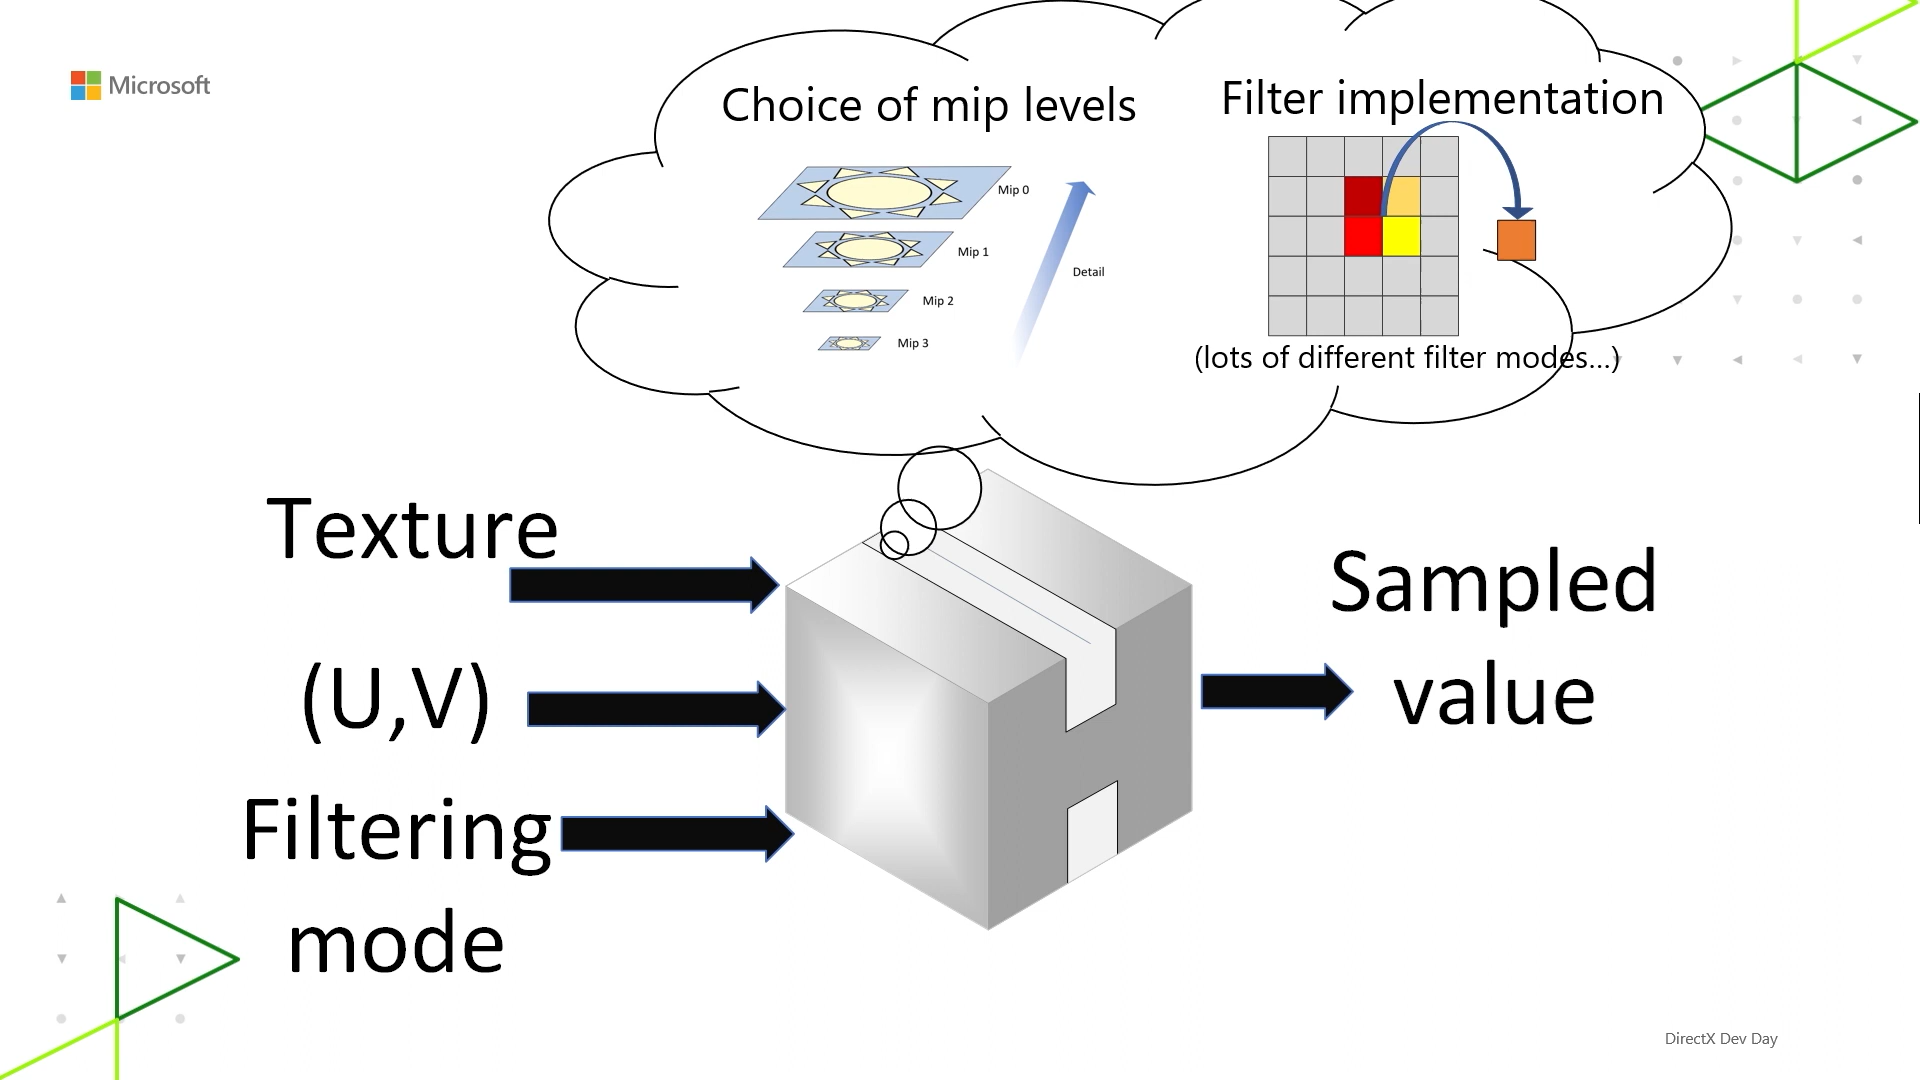 Microsoft
Choice of mip levels
Filter implementation
Mip 0
Mip 1
Detail
Mip 2
Mip 3
(lots of different filter modes...)
Texture
(U,V)
Filtering
mode
Sampled
value
DirectX Dev Day